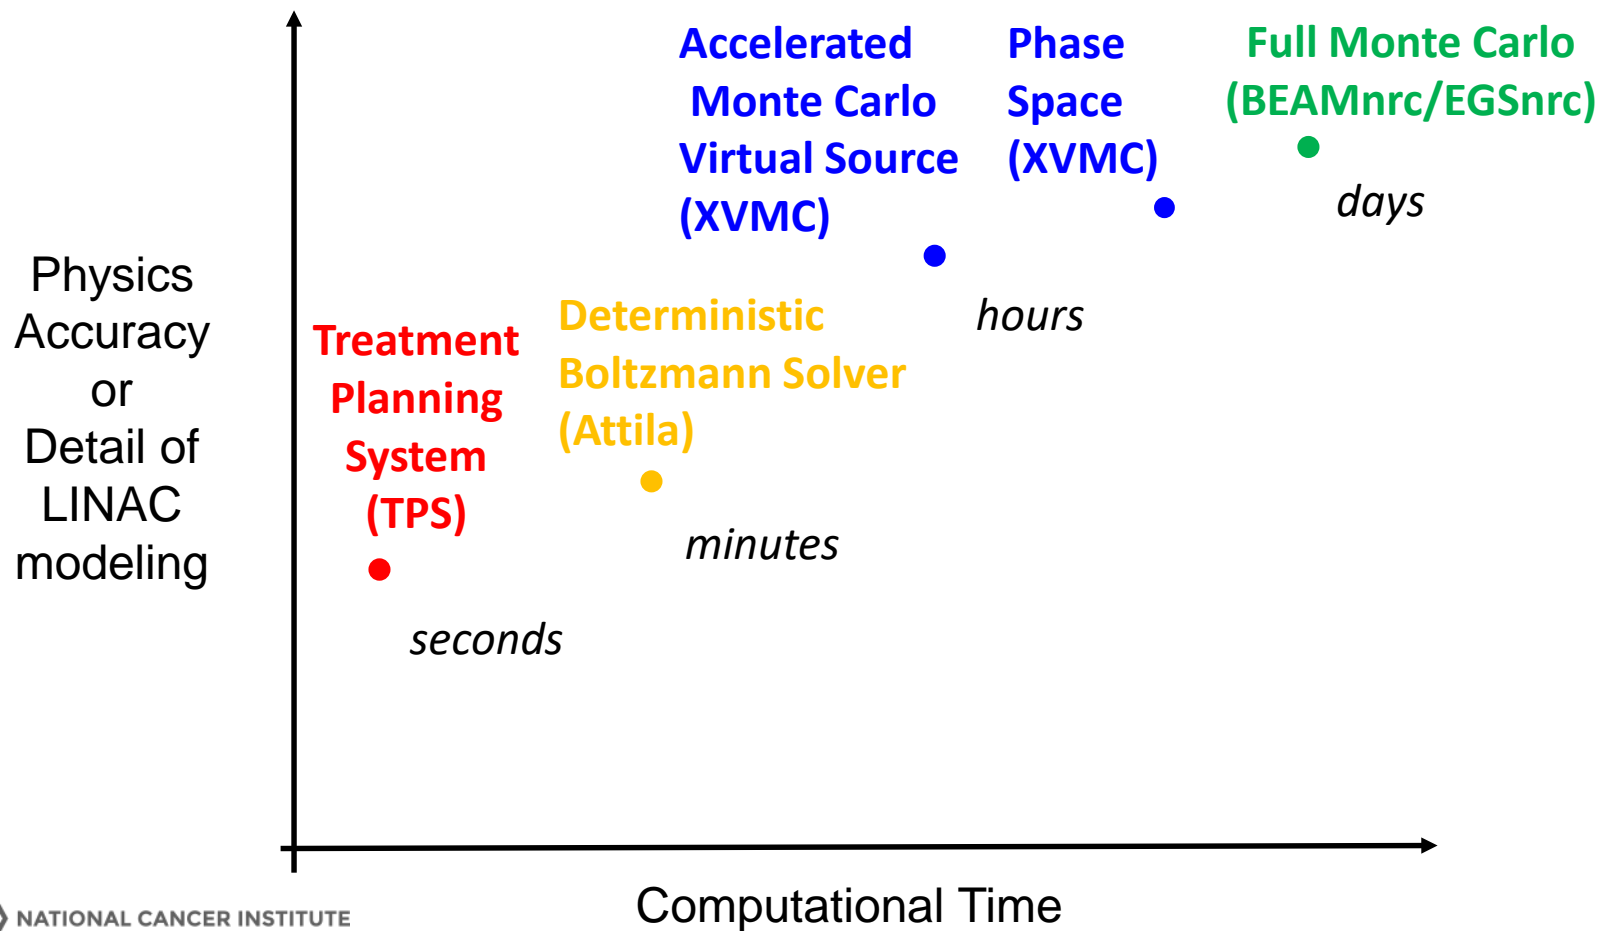 Accelerated
Monte Carlo
Virtual Source
(XVMC)
Phase
Space
(XVMC)
Full Monte Carlo
(BEAMnrc/EGSnrc)
days
hours
Physics
Accuracy
or
Detail of
LINAC
modeling
Treatment
Planning
System
(TPS)
seconds
Deterministic
Boltzmann Solver
(Attila)
minutes
Computational Time
NATIONAL CANCER INSTITUTE